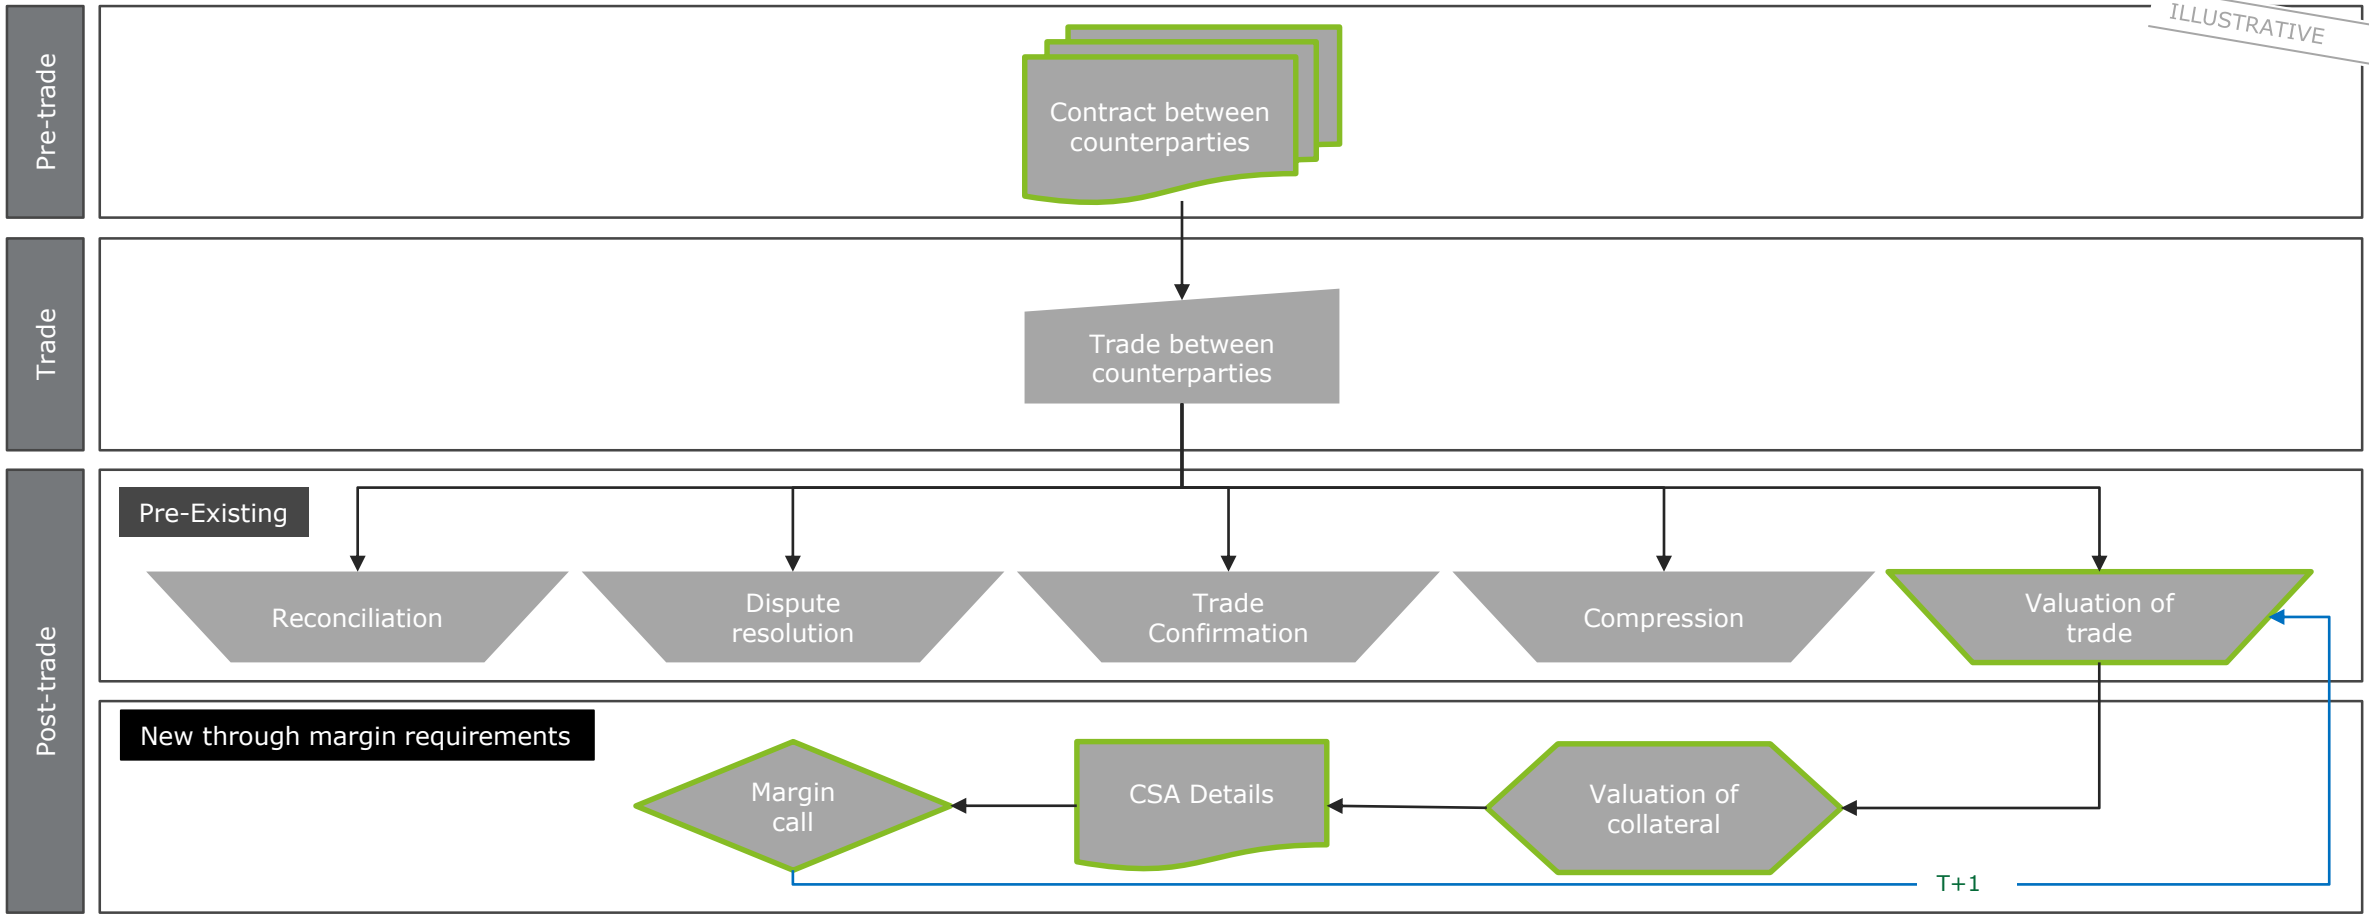 ILLUSTRATIVE
Pre-trade
Contract between
counterparties
Trade
Trade between
counterparties
Post-trade
Pre-Existing
Reconciliation
Dispute
resolution
Trade
Confirmation
Compression
Valuation of
trade
New through margin requirements
Margin
call
CSA Details
Valuation of
collateral
T+1